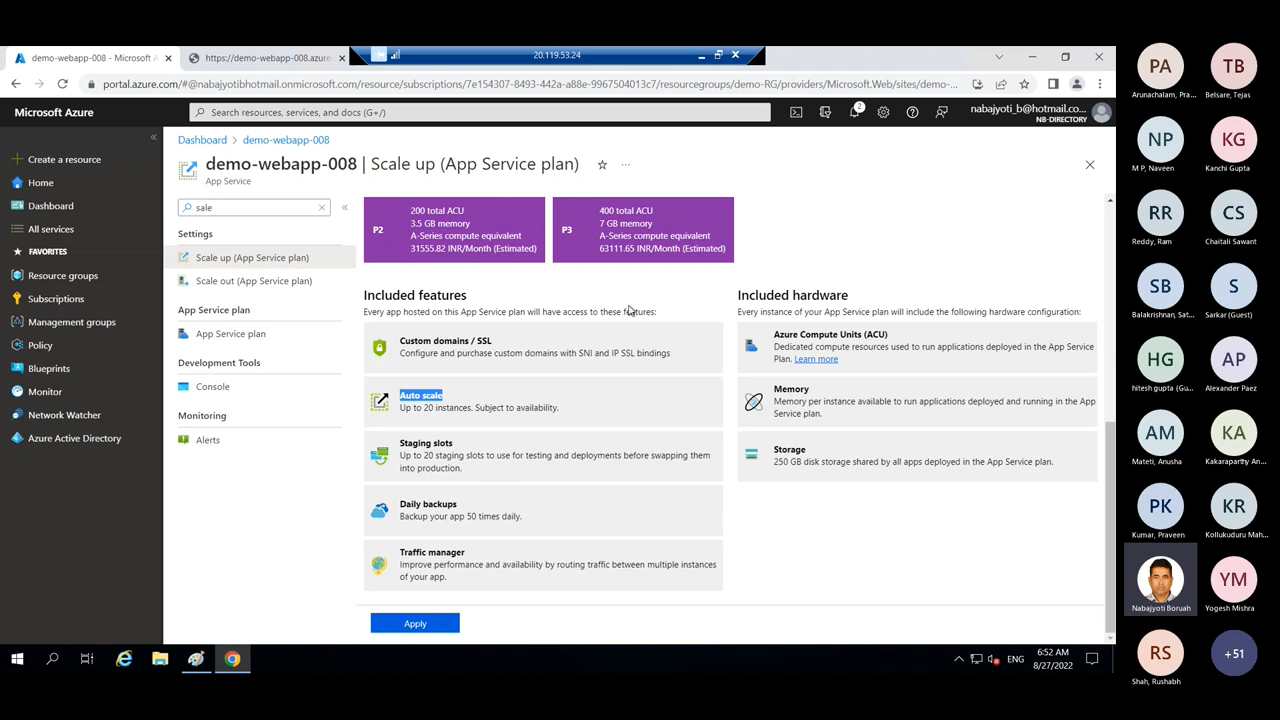 demo-webapp-008 - Microsoft A
https://demo-webapp-008.azure
20.119.53.24
portal.azure.com/#@nabajyotibhotmail.onmicrosoft.com/resource/subscriptions/7e154307-8493-442a-a88e-9967504013c7/resourcegroups/demo-RG/providers/Microsoft.Web/sites/demo-...
Microsoft Azure
Search resources, services, and docs (G+/)
2
nabajyoti_b@hotmail.co...
NB-DIRECTORY
Create a resource
Home
Dashboard
All services
FAVORITES
Resource groups
Subscriptions
Management groups
Policy
Blueprints
Monitor
Network Watcher
Azure Active Directory
Dashboard
demo-webapp-008
demo-webapp-008 | Scale up (App Service plan)
App Service
sale
Settings
Scale up (App Service plan)
Scale out (App Service plan)
App Service plan
App Service plan
Development Tools
Console
Monitoring
Alerts
P2
200 total ACU
3.5 GB memory
A-Series compute equivalent
31555.82 INR/Month (Estimated)
P3
400 total ACU
7 GB memory
A-Series compute equivalent
63111.65 INR/Month (Estimated)
Included features
Every app hosted on this App Service plan will have access to these features:
Custom domains / SSL
Configure and purchase custom domains with SNI and IP SSL bindings
Auto scale
Up to 20 instances. Subject to availability.
Staging slots
Up to 20 staging slots to use for testing and deployments before swapping them
into production.
Daily backups
Backup your app 50 times daily.
Traffic manager
Improve performance and availability by routing traffic between multiple instances
of your app.
Included hardware
Every instance of your App Service plan will include the following hardware configuration:
Azure Compute Units (ACU)
Dedicated compute resources used to run applications deployed in the App Service
Plan. Learn more
Memory
Memory per instance available to run applications deployed and running in the App
Service plan.
Storage
250 GB disk storage shared by all apps deployed in the App Service plan.
Apply
ENG
6:52 AM
8/27/2022
PA
Arunachalam, Pra...
TB
Belsare, Tejas
NP
M P, Naveen
KG
Kanchi Gupta
RR
Reddy, Ram
CS
Chaitali Sawant
SB
Balakrishnan, Sat...
S
Sarkar (Guest)
HG
hitesh gupta (Gu...
AP
Alexander Paez
AM
Mateti, Anusha
KA
Kakaraparthy An...
PK
Kumar, Praveen
KR
Kollukuduru Mah...
Nabajyoti Boruah
YM
Yogesh Mishra
RS
Shah, Rushabh
+51